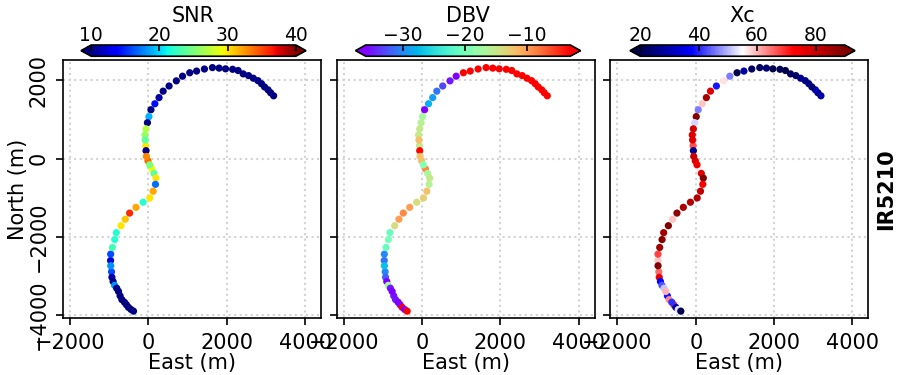 SNR DBV Xc
10 20 30 40 −30 −20 −10 20 40 60 80
2000
0
−2000
−4000
North (m)
IR5210
−2000 0 2000 4000 −2000 0 2000 4000 −2000 0 2000 4000
East (m) East (m) East (m)